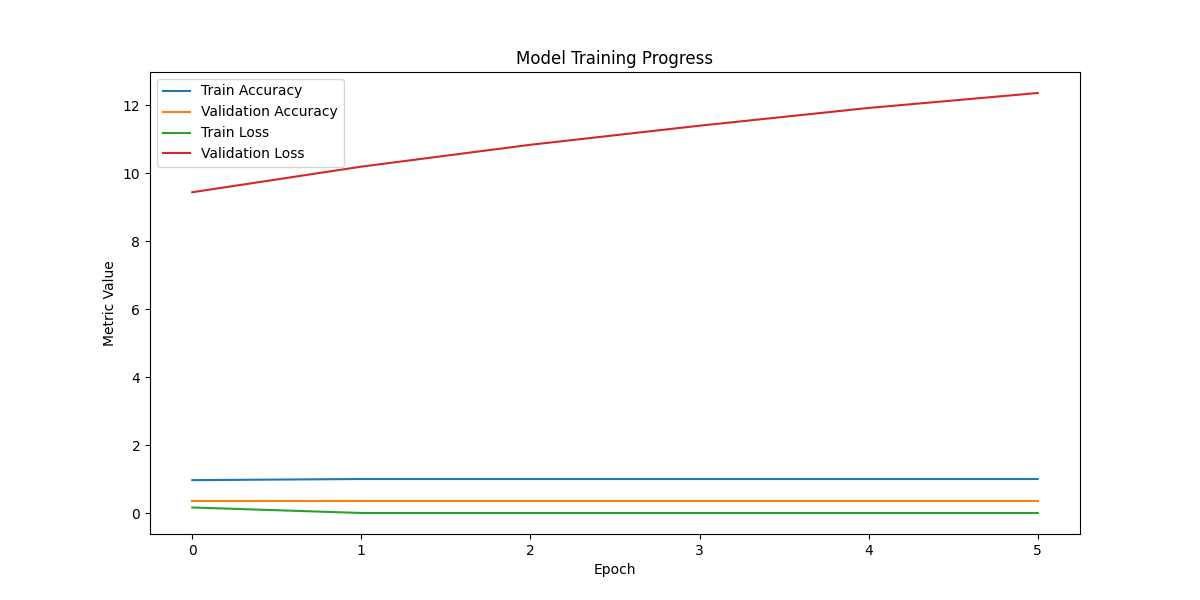 Model Training Progress
Train Accuracy
Validation Accuracy
Train Loss
Validation Loss
12
10
8
6
4
2
0
Metric Value
0 1 2 3 4 5
Epoch